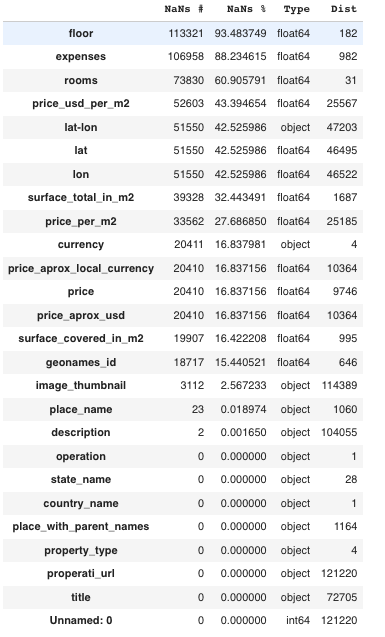 NaNs # NaNs % Type Dist
floor 113321 93.483749 float64 182
expenses 106958 88.234615 float64 982
rooms 73830 60.905791 float64 31
price_usd_per_m2 52603 43.394654 float64 25567
lat-lon 51550 42.525986 object 47203
lat 51550 42.525986 float64 46495
lon 51550 42.525986 float64 46522
surface_total_in_m2 39328 32.443491 float64 1687
price_per_m2 33562 27.686850 float64 25185
currency 20411 16.837981 object 4
price_aprox_local_currency 20410 16.837156 float64 10364
price 20410 16.837156 float64 9746
price_aprox_usd 20410 16.837156 float64 10364
surface_covered_in_m2 19907 16.422208 float64 995
geonames_id 18717 15.440521 float64 646
image_thumbnail 3112 2.567233 object 114389
place_name 23 0.018974 object 1060
description 2 0.001650 object 104055
operation 0 0.000000 object 1
state_name 0 0.000000 object 28
country_name 0 0.000000 object 1
place_with_parent_names 0 0.000000 object 1164
property_type 0 0.000000 object 4
properati_url 0 0.000000 object 121220
title 0 0.000000 object 72705
Unnamed: 0 0 0.000000 int64 121220